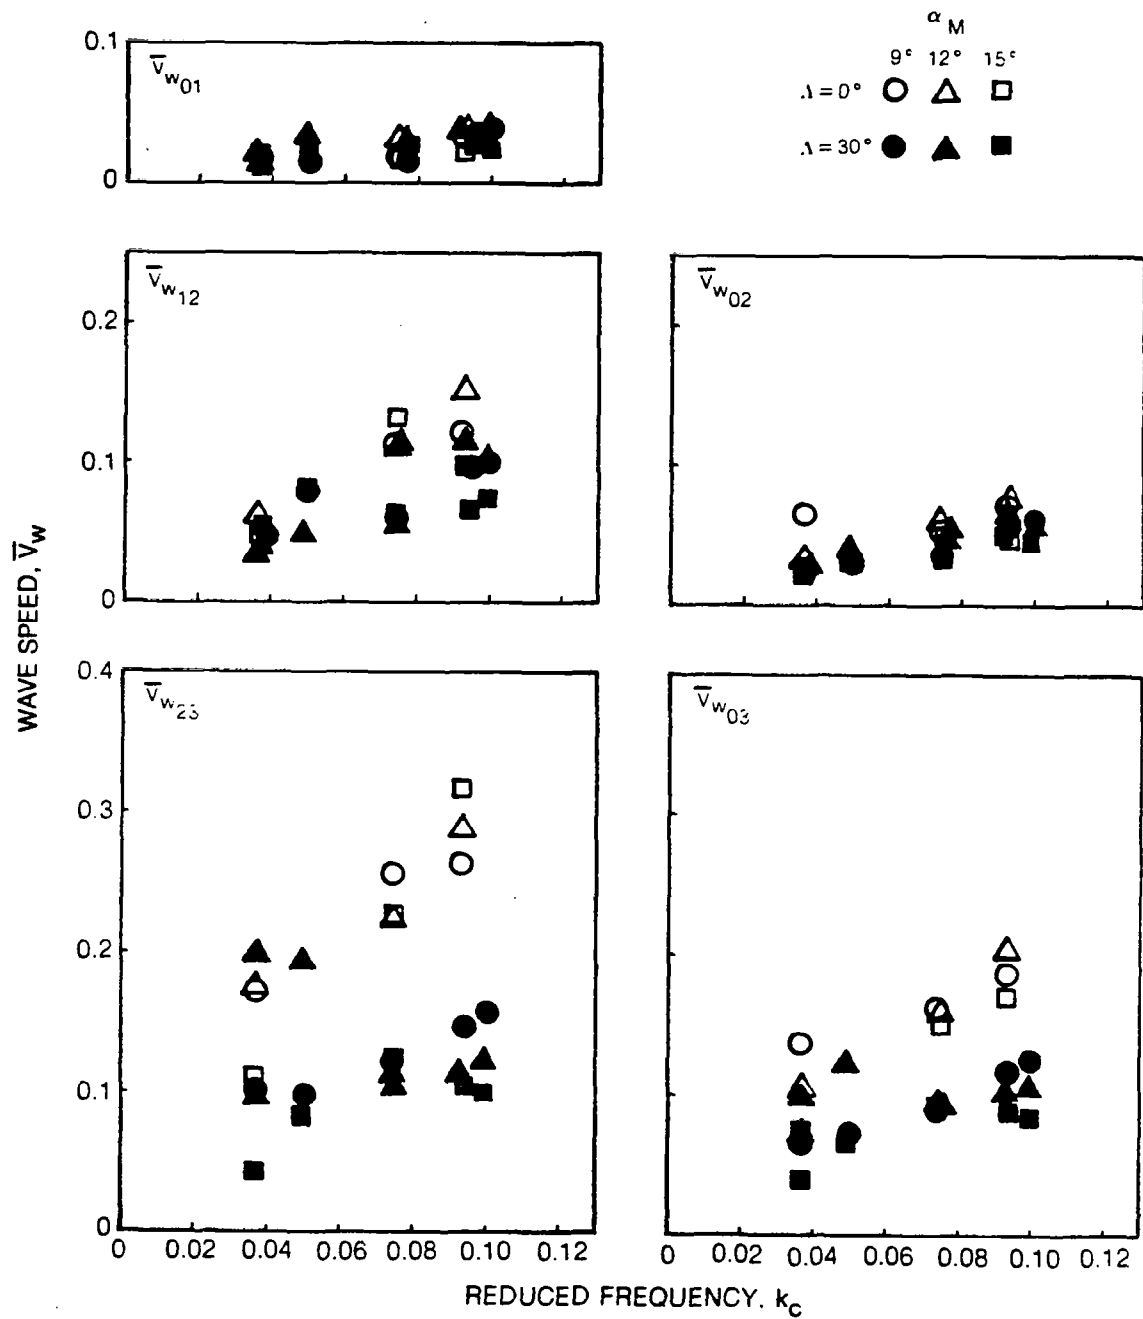 α M
9° 12° 15°
Λ = 0°
Λ = 30°
0.1
V̅w01
0
V̅w12
0.2
0.1
0
V̅w02
WAVE SPEED, V̅w
0.4
V̅w23
0.3
0.2
0.1
0
V̅w03
0 0.02 0.04 0.06 0.08 0.10 0.12
0 0.02 0.04 0.06 0.08 0.10 0.12
REDUCED FREQUENCY. kC